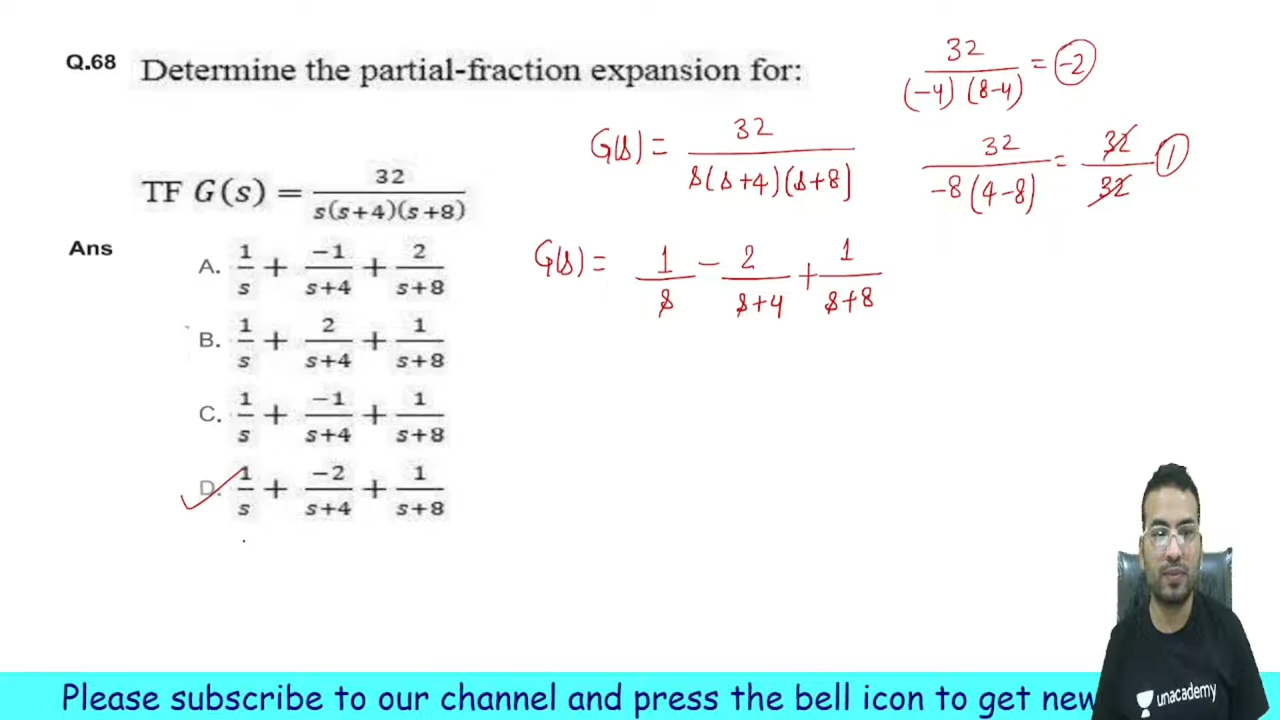 Q.68 Determine the partial-fraction expansion for:
TF G(s) = 32 / s(s+4)(s+8)
Ans
A. 1/s + -1/s+4 + 2/s+8
B. 1/s + 2/s+4 + 1/s+8
C. 1/s + -1/s+4 + 1/s+8
D. 1/s + -2/s+4 + 1/s+8
G(s) = 32 / s(s+4)(s+8)
G(s) = 1/s - 2/s+4 + 1/s+8
32 / (-4)(8-4) = -2
32 / -8(4-8) = 32/32 1
unacademy
Please subscribe to our channel and press the bell icon to get new